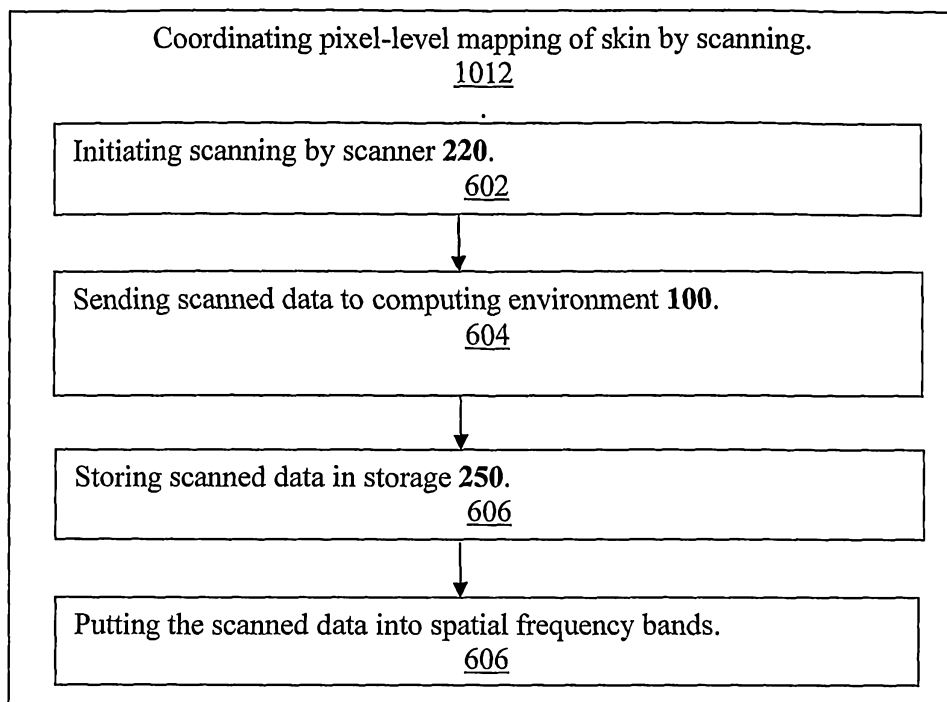 Coordinating pixel-level mapping of skin by scanning.
1012
.
Initiating scanning by scanner 220.
602
Sending scanned data to computing environment 100.
604
Storing scanned data in storage 250.
606
Putting the scanned data into spatial frequency bands.
606